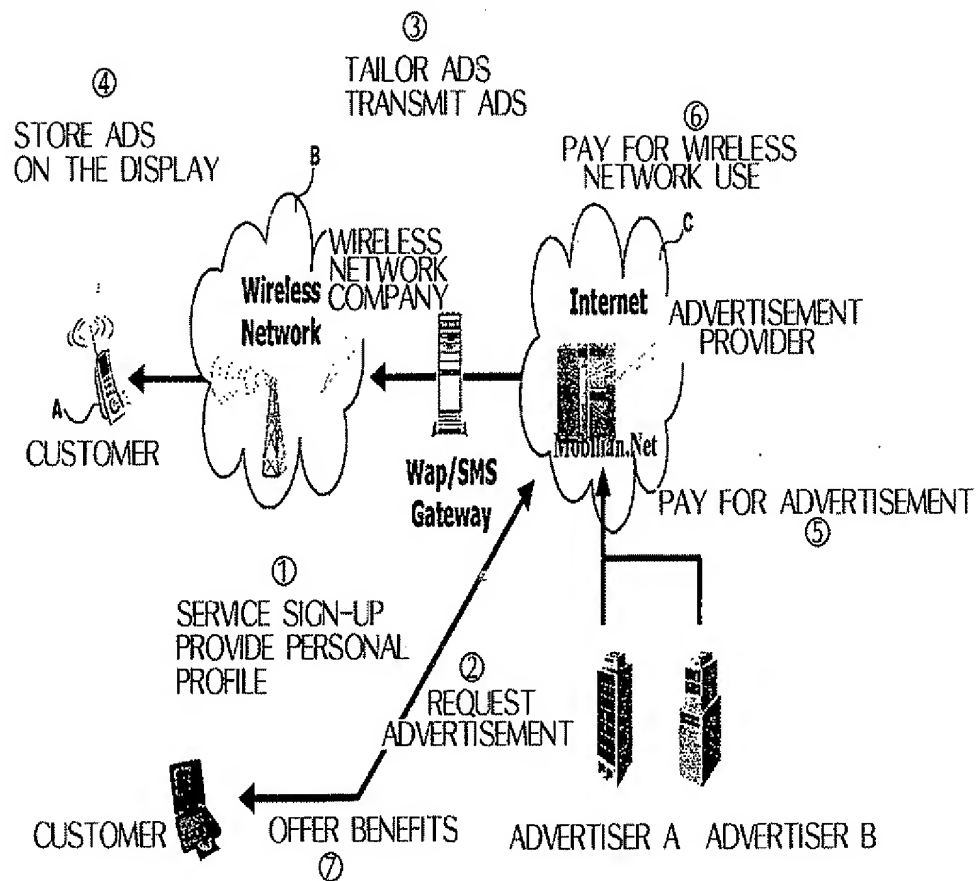 ③
TAILOR ADS
TRANSMIT ADS
④
STORE ADS
ON THE DISPLAY
⑥
PAY FOR WIRELESS
NETWORK USE
B
C
WIRELESS
NETWORK
COMPANY
Wireless
Network
Internet
ADVERTISEMENT
PROVIDER
A
CUSTOMER
Mobilian.Net
Wap/SMS
Gateway
PAY FOR ADVERTISEMENT
⑤
①
SERVICE SIGN-UP
PROVIDE PERSONAL
PROFILE
②
REQUEST
ADVERTISEMENT
CUSTOMER
OFFER BENEFITS
⑦
ADVERTISER A
ADVERTISER B